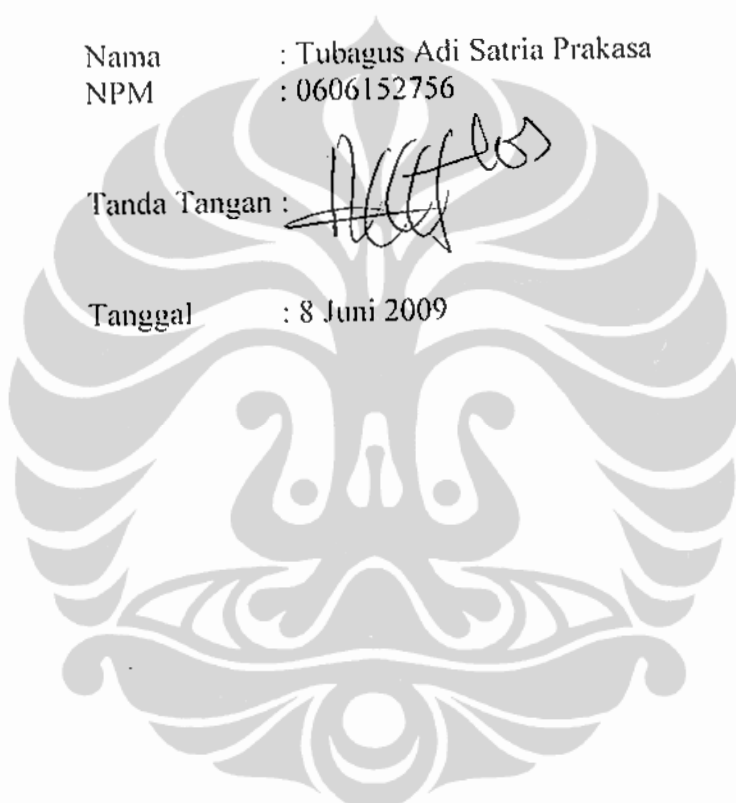 Nama : Tubagus Adi Satria Prakasa
NPM : 0606152756
Tanda Tangan :
Tanggal : 8 Juni 2009